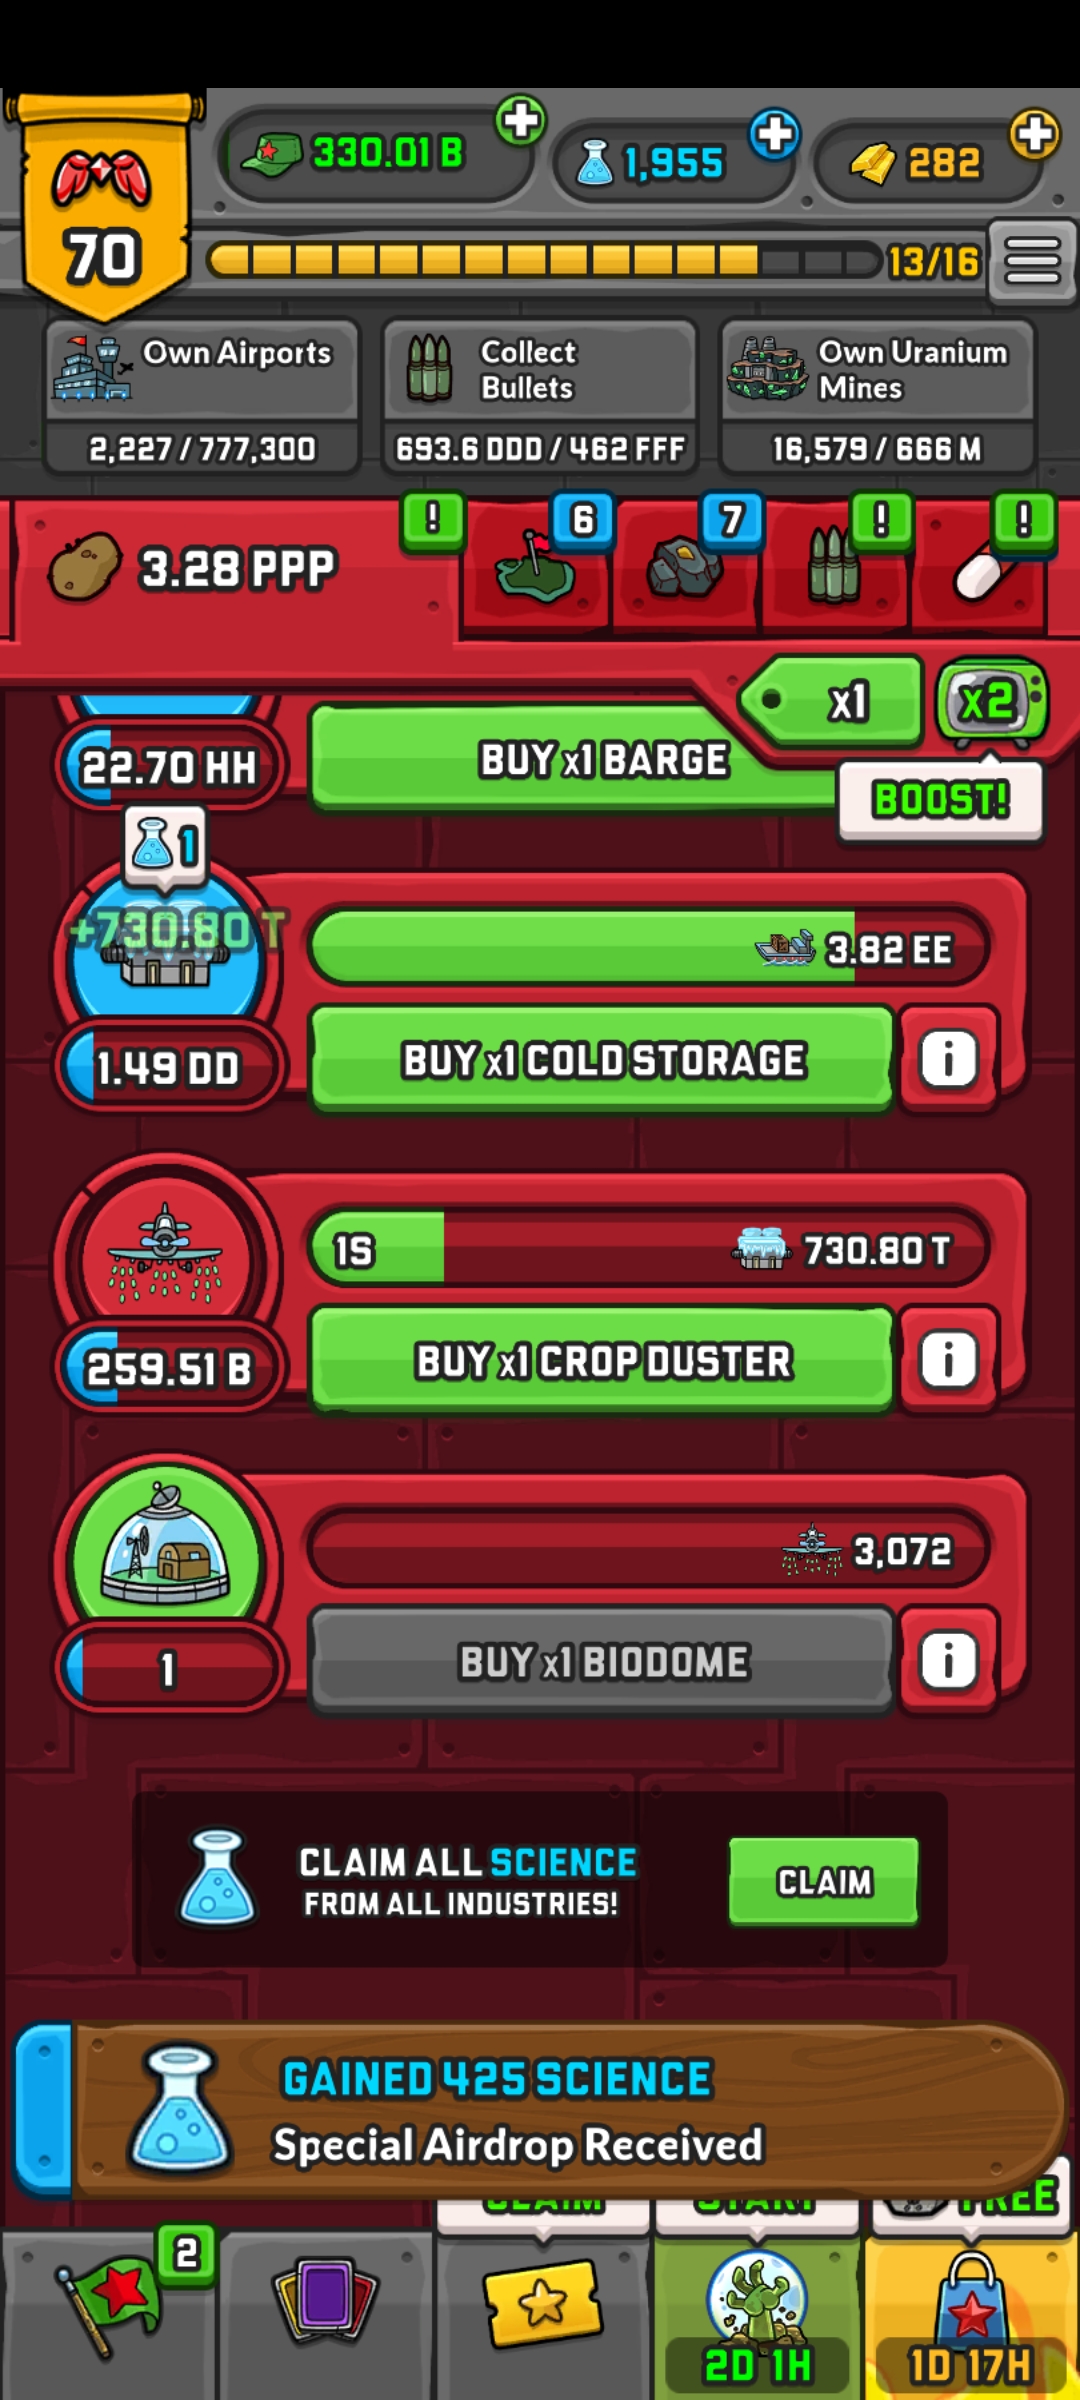 330.01 B
1,955
282
70
13/16
Own Airports
2,227 / 777,300
Collect
Bullets
693.6 DDD / 462 FFF
Own Uranium
Mines
16,579 / 666 M
3.28 PPP
!
6
7
!
!
x1
x2
BOOST!
22.70 HH
BUY x1 BARGE
1
+730.80 T
3.82 EE
1.49 DD
BUY x1 COLD STORAGE
i
1S
730.80 T
259.51 B
BUY x1 CROP DUSTER
i
3,072
1
BUY x1 BIODOME
i
CLAIM ALL SCIENCE
FROM ALL INDUSTRIES!
CLAIM
GAINED 425 SCIENCE
Special Airdrop Received
CLAIM
START
FREE
2
2D 1H
1D 17H